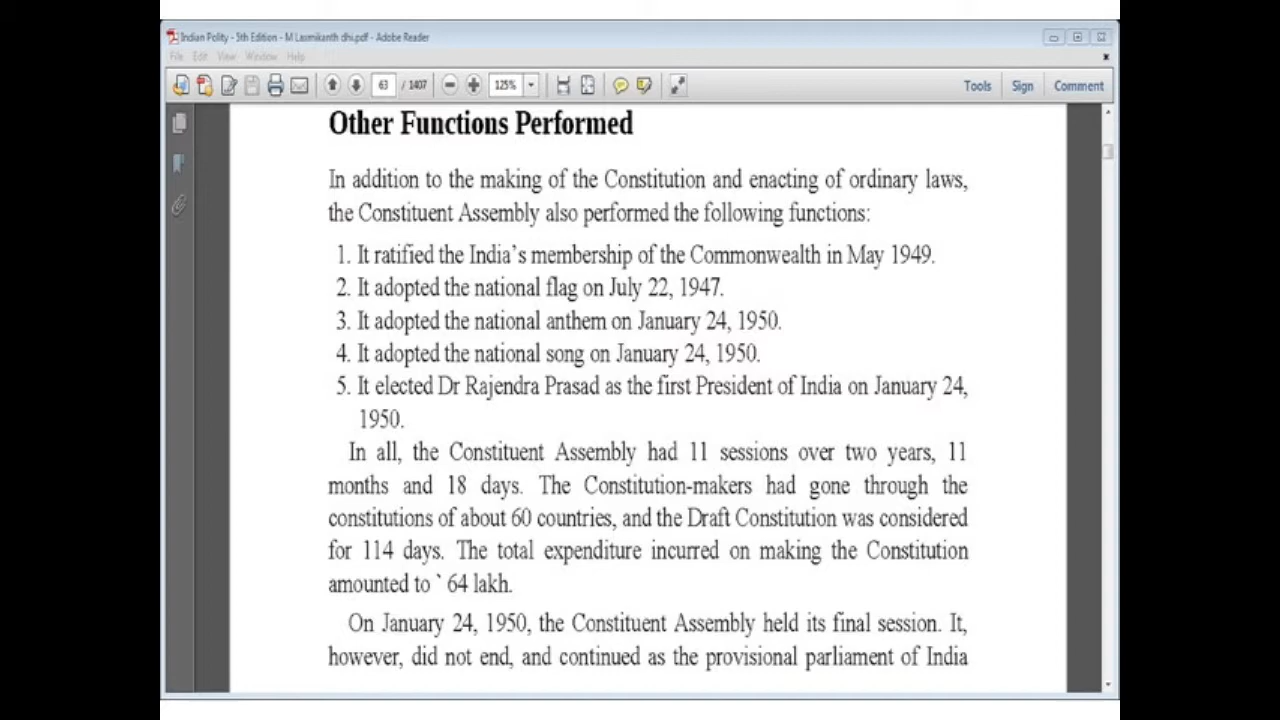 Indian Polity - 5th Edition - M Laxmikanth dhi.pdf - Adobe Reader
File Edit View Window Help
63 / 1407 125% Tools Sign Comment
Other Functions Performed
In addition to the making of the Constitution and enacting of ordinary laws,
the Constituent Assembly also performed the following functions:
1. It ratified the India's membership of the Commonwealth in May 1949.
2. It adopted the national flag on July 22, 1947.
3. It adopted the national anthem on January 24, 1950.
4. It adopted the national song on January 24, 1950.
5. It elected Dr Rajendra Prasad as the first President of India on January 24,
1950.
In all, the Constituent Assembly had 11 sessions over two years, 11
months and 18 days. The Constitution-makers had gone through the
constitutions of about 60 countries, and the Draft Constitution was considered
for 114 days. The total expenditure incurred on making the Constitution
amounted to ` 64 lakh.
On January 24, 1950, the Constituent Assembly held its final session. It,
however, did not end, and continued as the provisional parliament of India